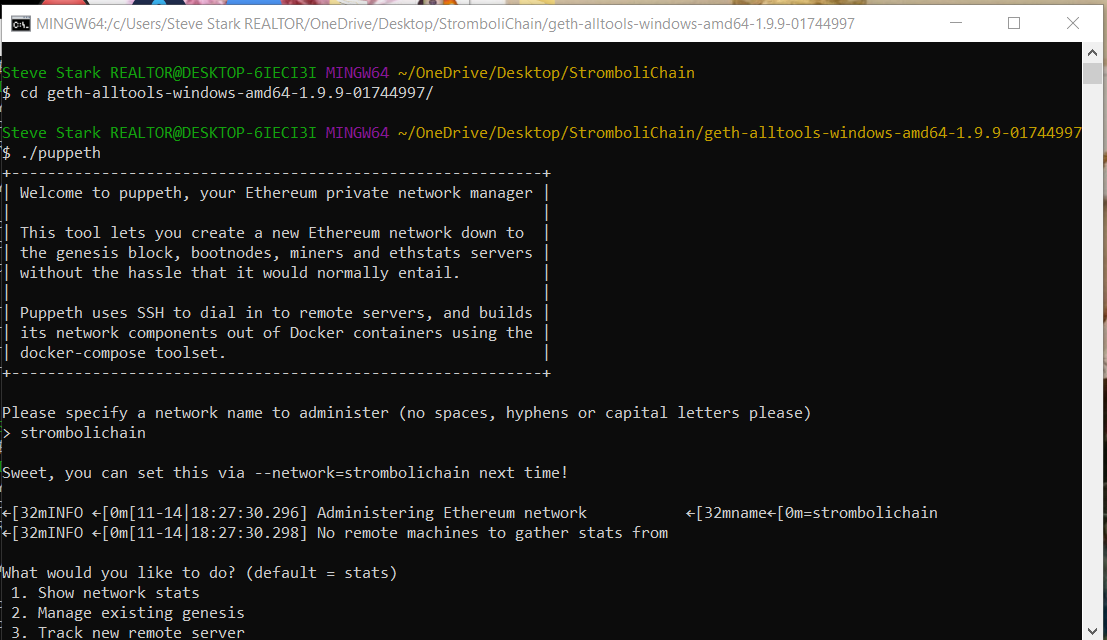 MINGW64:/c/Users/Steve Stark REALTOR/OneDrive/Desktop/StromboliChain/geth-alltools-windows-amd64-1.9.9-01744997
Steve Stark REALTOR@DESKTOP-6IECI3I MINGW64 ~/OneDrive/Desktop/StromboliChain
$ cd geth-alltools-windows-amd64-1.9.9-01744997/
Steve Stark REALTOR@DESKTOP-6IECI3I MINGW64 ~/OneDrive/Desktop/StromboliChain/geth-alltools-windows-amd64-1.9.9-01744997
$ ./puppeth
+-----------------------------------------------------------+
| Welcome to puppeth, your Ethereum private network manager |
|                                                           |
| This tool lets you create a new Ethereum network down to  |
| the genesis block, bootnodes, miners and ethstats servers |
| without the hassle that it would normally entail.         |
|                                                           |
| Puppeth uses SSH to dial in to remote servers, and builds |
| its network components out of Docker containers using the |
| docker-compose toolset.                                   |
+-----------------------------------------------------------+
Please specify a network name to administer (no spaces, hyphens or capital letters please)
> strombolichain
Sweet, you can set this via --network=strombolichain next time!
←[32mINFO ←[0m[11-14|18:27:30.296] Administering Ethereum network           ←[32mname←[0m=strombolichain
←[32mINFO ←[0m[11-14|18:27:30.298] No remote machines to gather stats from
What would you like to do? (default = stats)
1. Show network stats
2. Manage existing genesis
3. Track new remote server